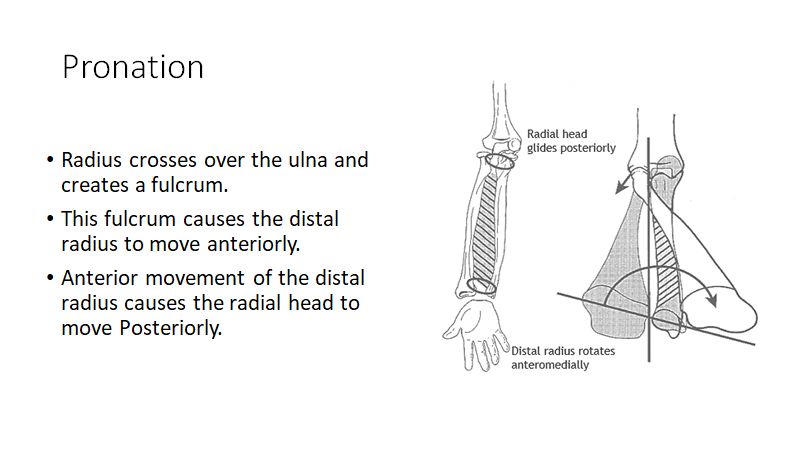 Pronation
• Radius crosses over the ulna and
creates a fulcrum.
• This fulcrum causes the distal
radius to move anteriorly.
• Anterior movement of the distal
radius causes the radial head to
move Posteriorly.
Radial head
glides posteriorly
Distal radius rotates
anteromedially